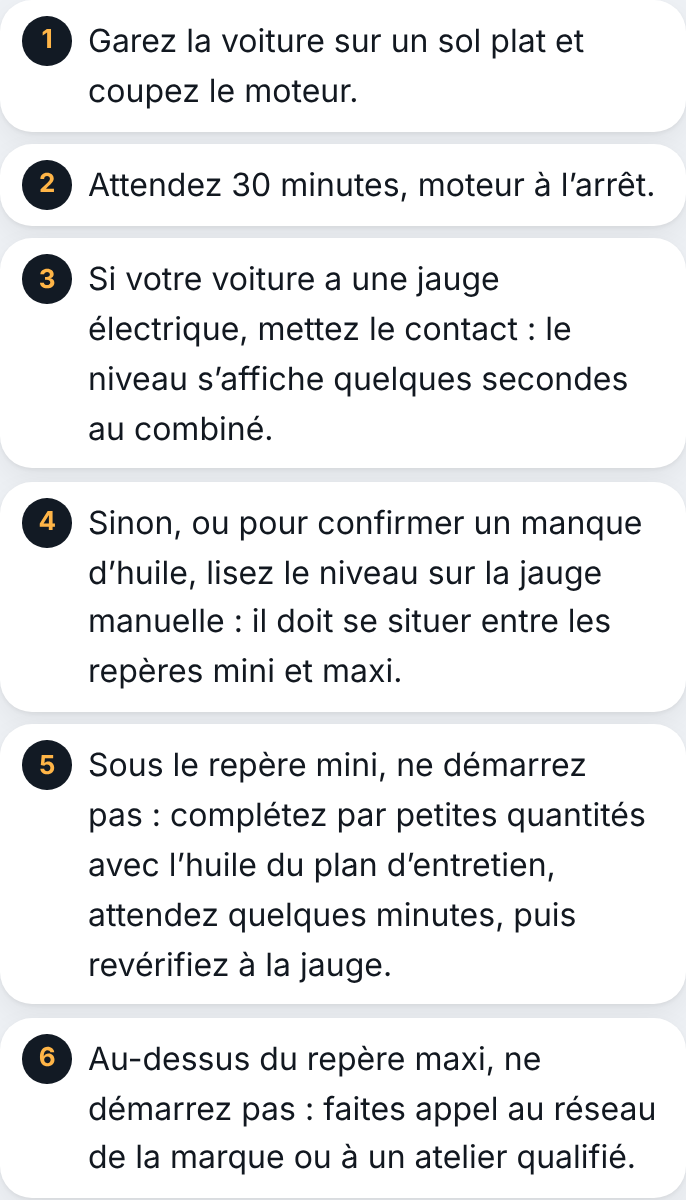 1 Garez la voiture sur un sol plat et
coupez le moteur.
2 Attendez 30 minutes, moteur à l’arrêt.
3 Si votre voiture a une jauge
électrique, mettez le contact : le
niveau s’affiche quelques secondes
au combiné.
4 Sinon, ou pour confirmer un manque
d’huile, lisez le niveau sur la jauge
manuelle : il doit se situer entre les
repères mini et maxi.
5 Sous le repère mini, ne démarrez
pas : complétez par petites quantités
avec l’huile du plan d’entretien,
attendez quelques minutes, puis
revérifiez à la jauge.
6 Au-dessus du repère maxi, ne
démarrez pas : faites appel au réseau
de la marque ou à un atelier qualifié.